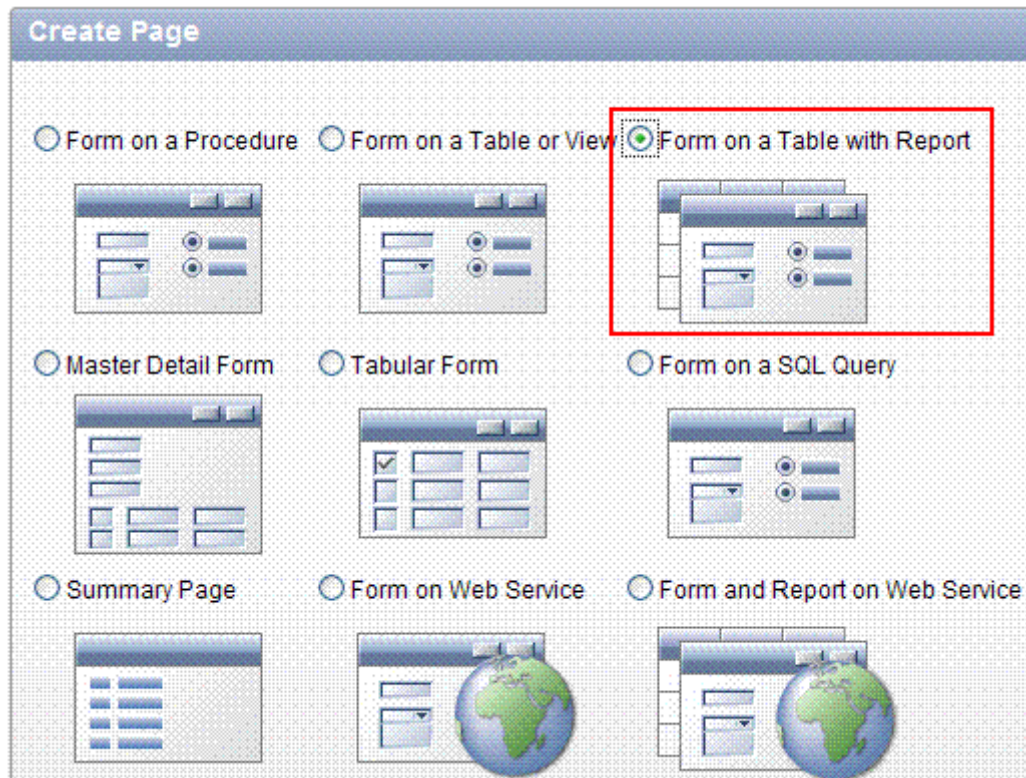 Create Page
Form on a Procedure
Form on a Table or View
Form on a Table with Report
Master Detail Form
Tabular Form
Form on a SQL Query
Summary Page
Form on Web Service
Form and Report on Web Service